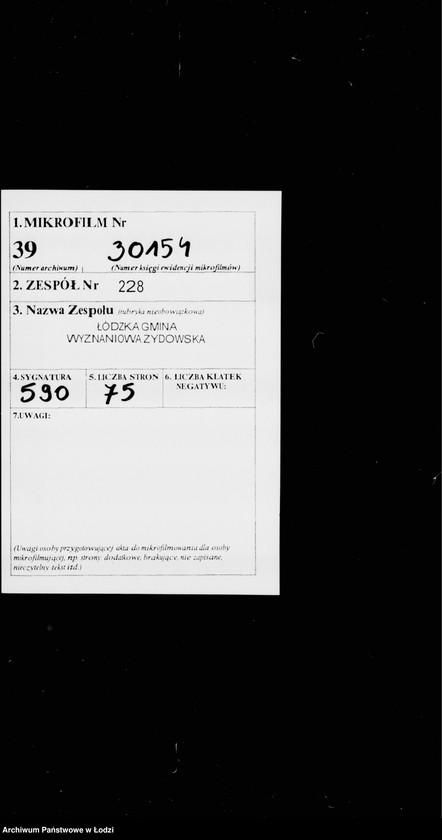 1. MIKROFILM Nr
39 30154
(Numer archiwum) (Numer księgi ewidencji mikrofilmów)
2. ZESPÓŁ Nr 228
3. Nazwa Zespołu (rubryka nieobowiązkowa)
ŁÓDZKA GMINA
WYZNANIOWA ZYDOWSKA
4. SYGNATURA 5. LICZBA STRON 6. LICZBA KLATEK
NEGATYWU:
590 75
7. UWAGI:
(Uwagi osoby przygotowującej akta do mikrofilmowania dla osoby
mikrofilmującej, np. strony dodatkowe, brakujące, nie zapisane,
nieczytelny tekst itd.)
Archiwum Państwowe w Łodzi